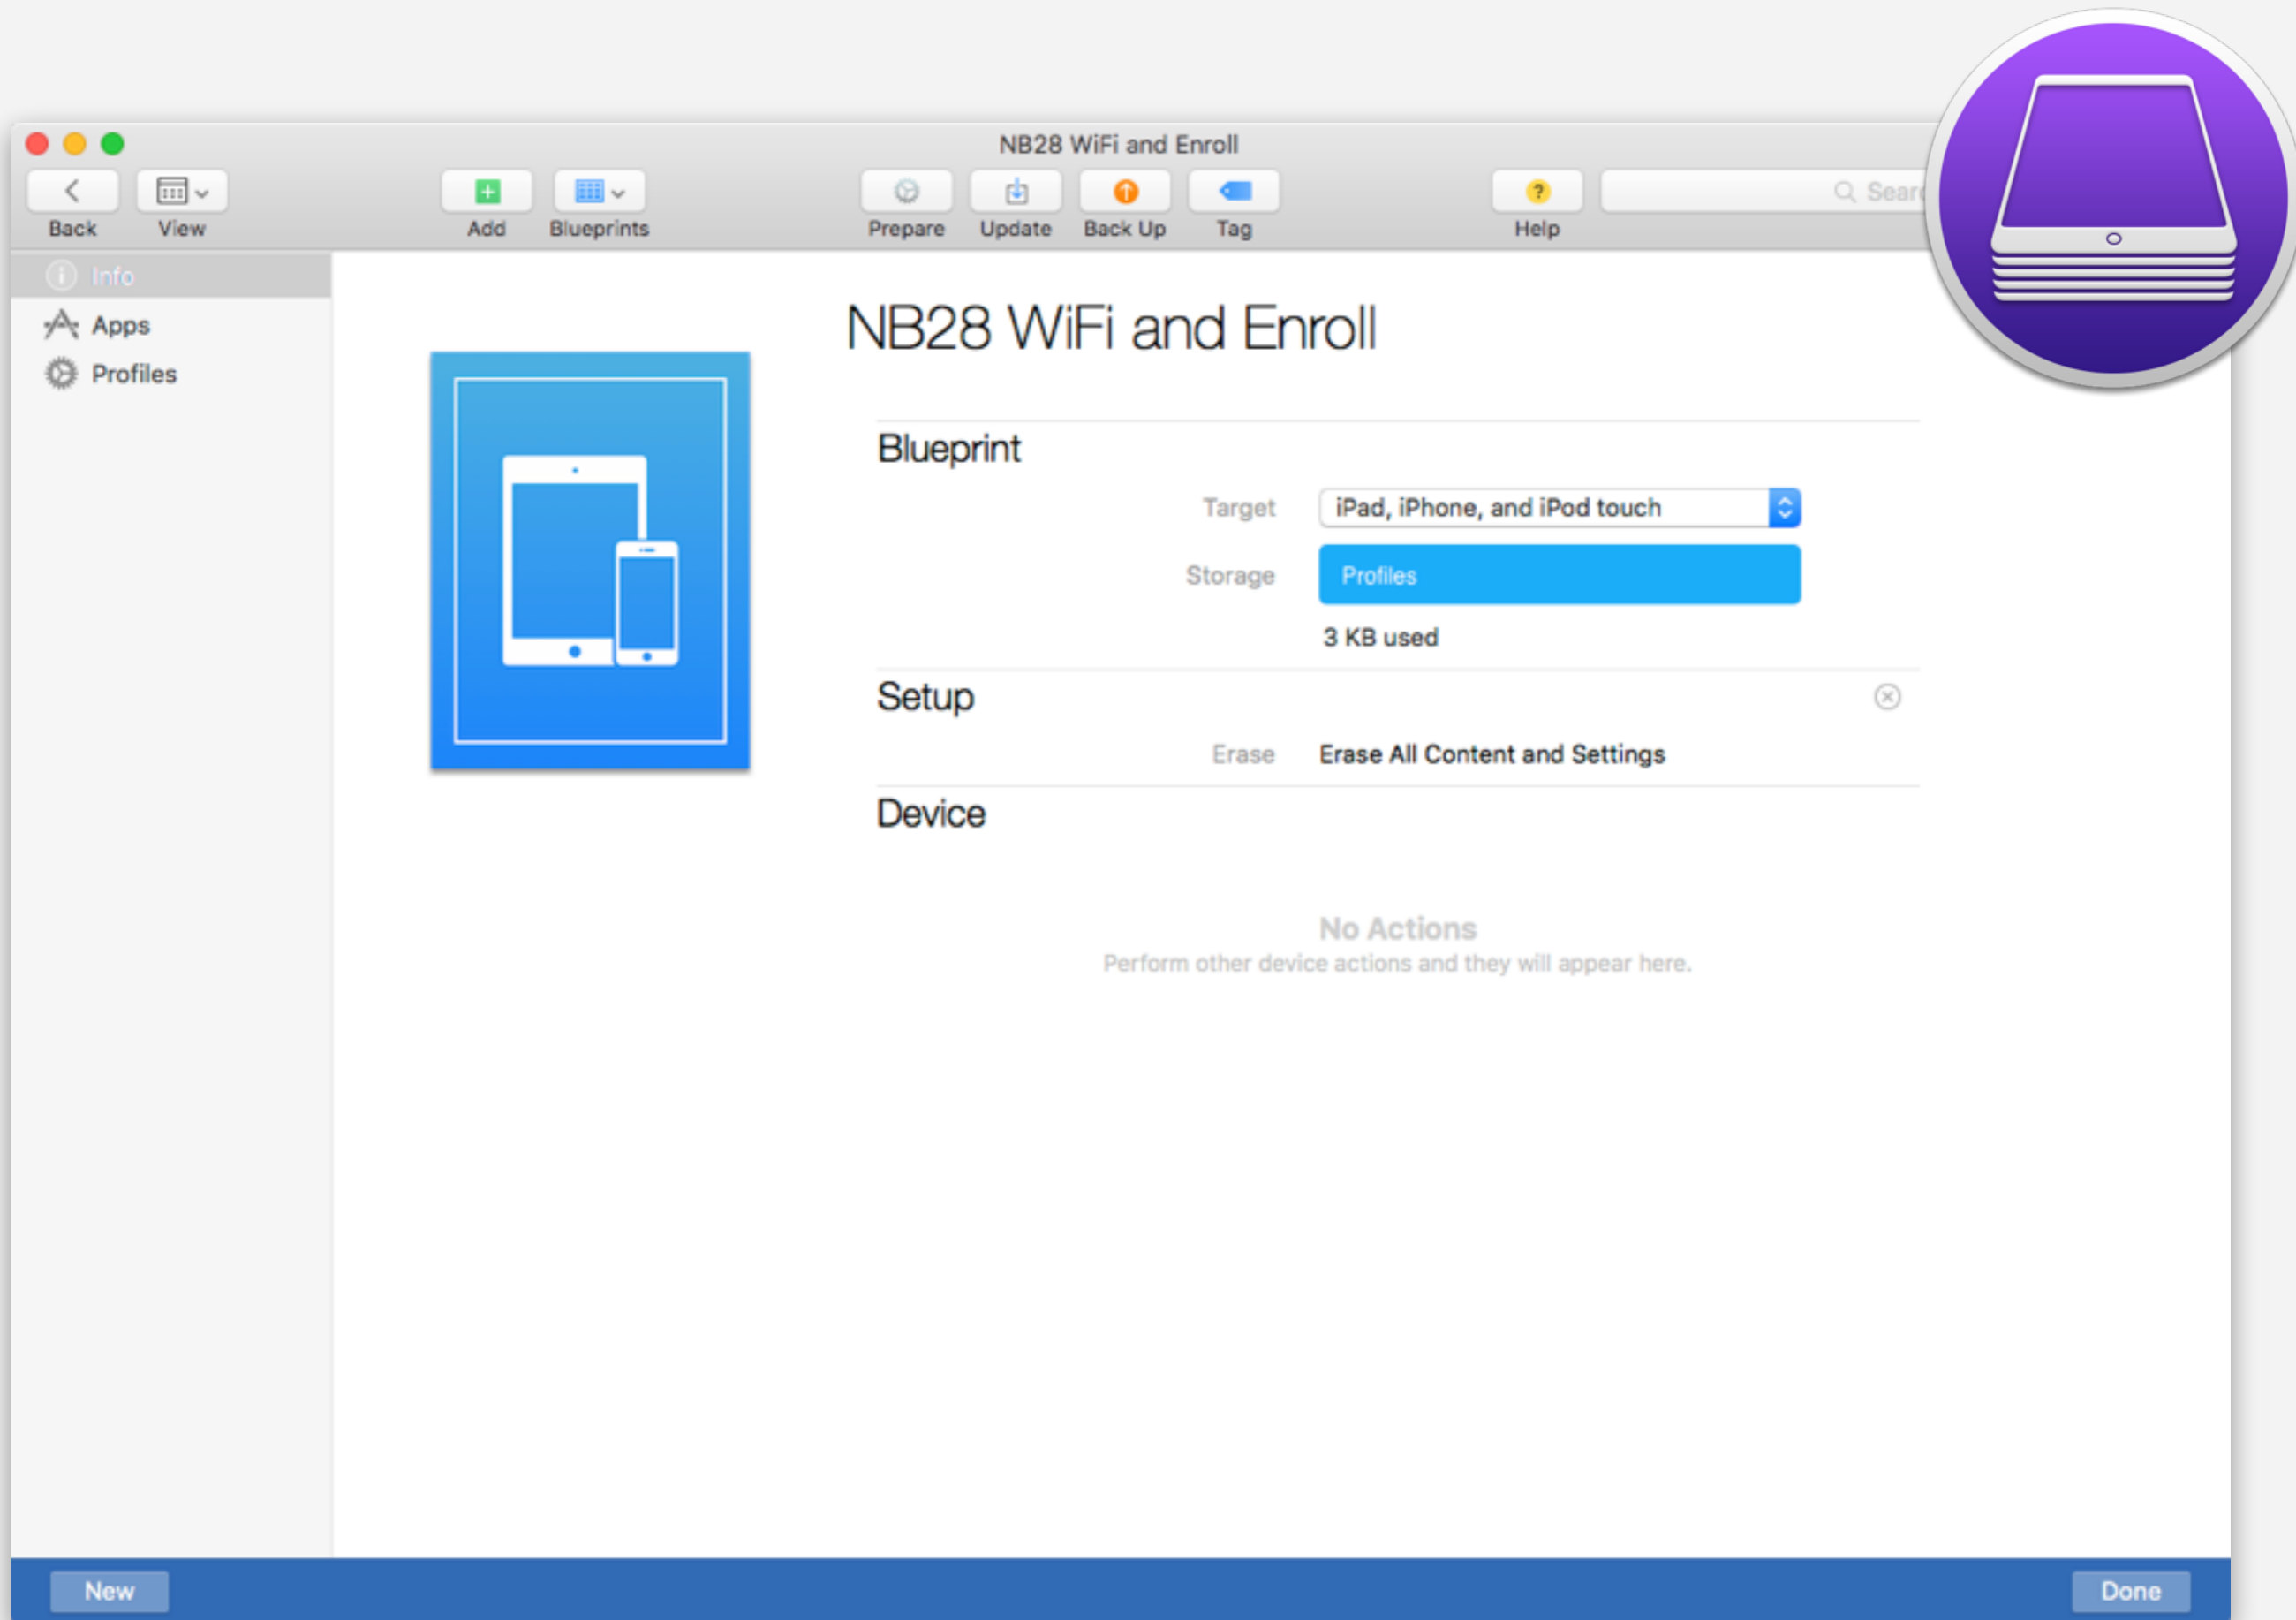 NB28 WiFi and Enroll
Back View Add Blueprints Prepare Update Back Up Tag Help
Info
Apps
Profiles
NB28 WiFi and Enroll
Blueprint
Target iPad, iPhone, and iPod touch
Storage Profiles
3 KB used
Setup
Erase Erase All Content and Settings
Device
No Actions
Perform other device actions and they will appear here.
New Done